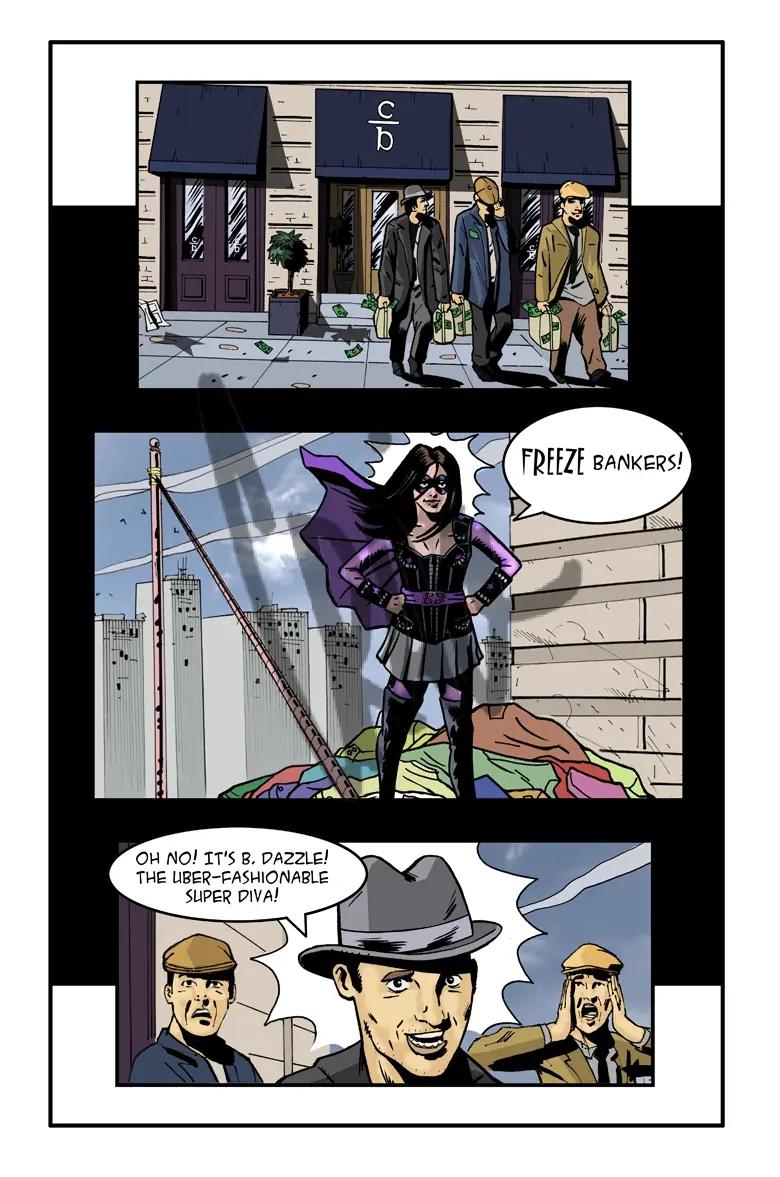 c
b
FREEZE BANKERS!
OH NO! IT'S B. DAZZLE!
THE UBER-FASHIONABLE
SUPER DIVA!